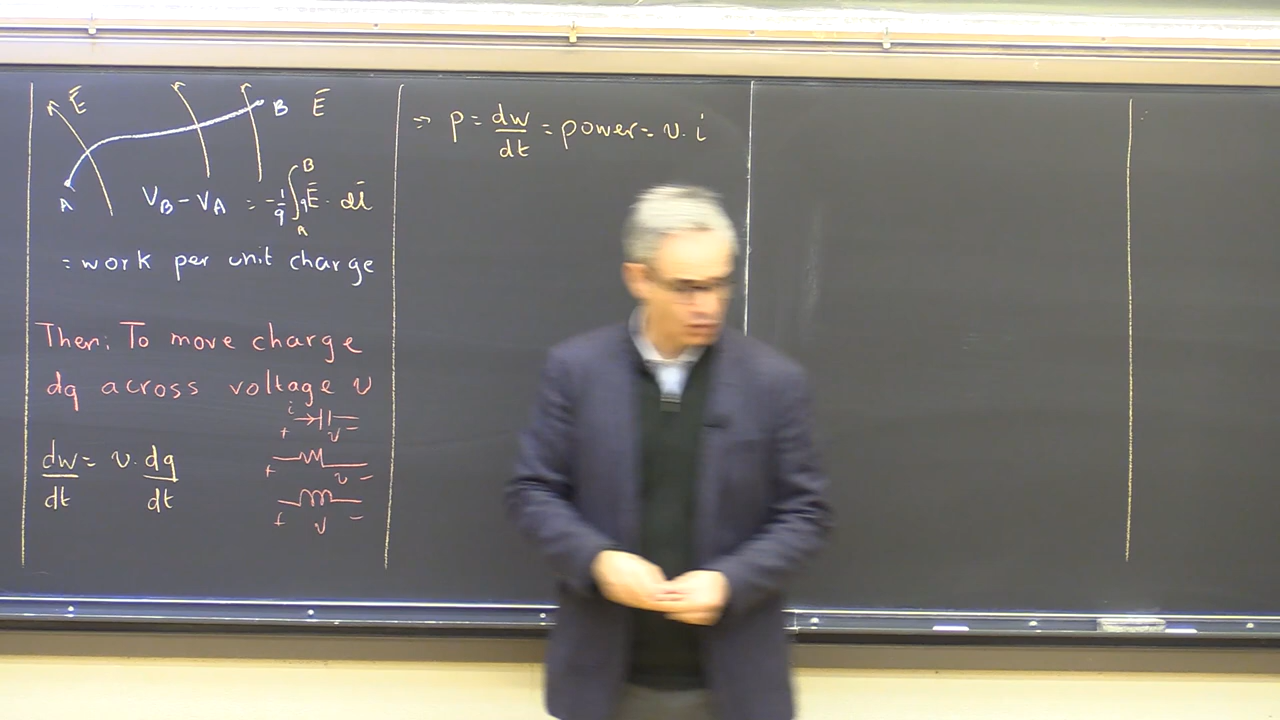 Ē
B
Ē
A
V_B - V_A = -1/q ∫_A^B qĒ · dl̄
= work per unit charge
Then: To move charge
dq across voltage v
i
+ v -
dw/dt = v · dq/dt
+ v -
+ v -
⇒ p = dw/dt = power = v · i